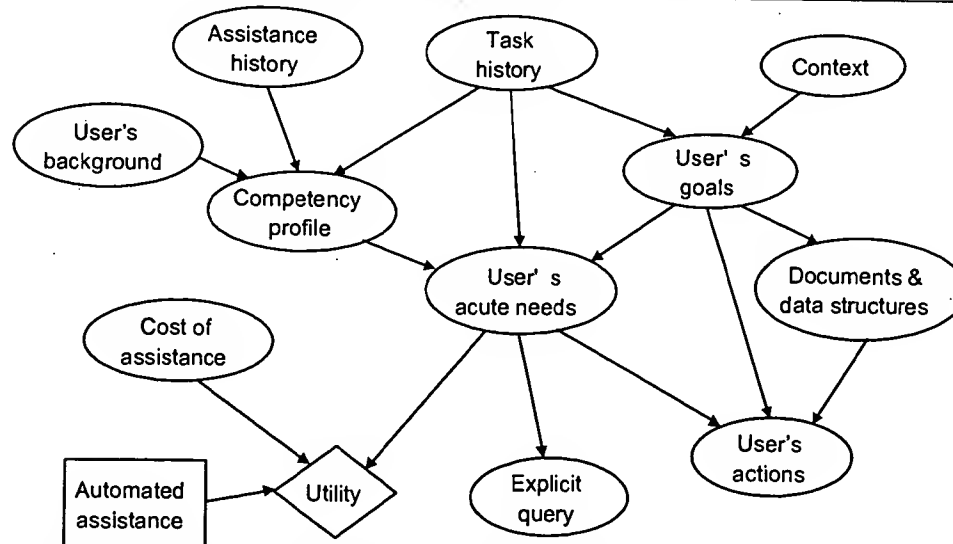 Assistance
history
Task
history
Context
User's
background
User' s
goals
Competency
profile
User' s
acute needs
Documents &
data structures
Cost of
assistance
User's
actions
Automated
assistance
Utility
Explicit
query